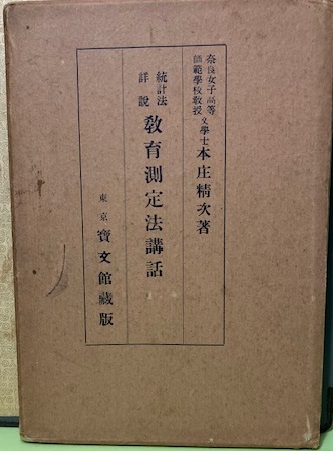 奈良女子高等師範學校教授 文學士 本庄精次著
統計法詳說 教育測定法講話
東京 寶文館藏版